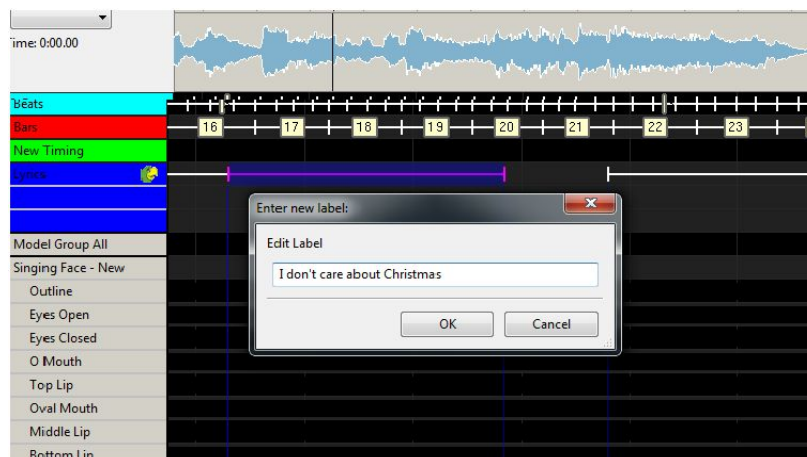 Time: 0:00.00
Beats
Bars
16 17 18 19 20 21 22 23
New Timing
Lyrics
Enter new label:
Edit Label
I don't care about Christmas
OK Cancel
Model Group All
Singing Face - New
Outline
Eyes Open
Eyes Closed
O Mouth
Top Lip
Oval Mouth
Middle Lip
Bottom Lip